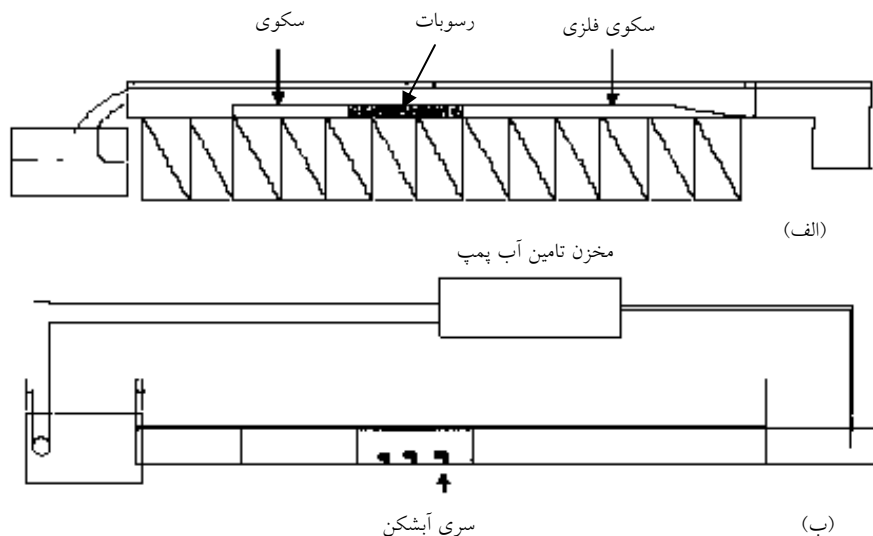 سکوی فلزی
رسوبات
سکوی
(الف)
مخزن تامین آب پمپ
سری آبشکن
(ب)